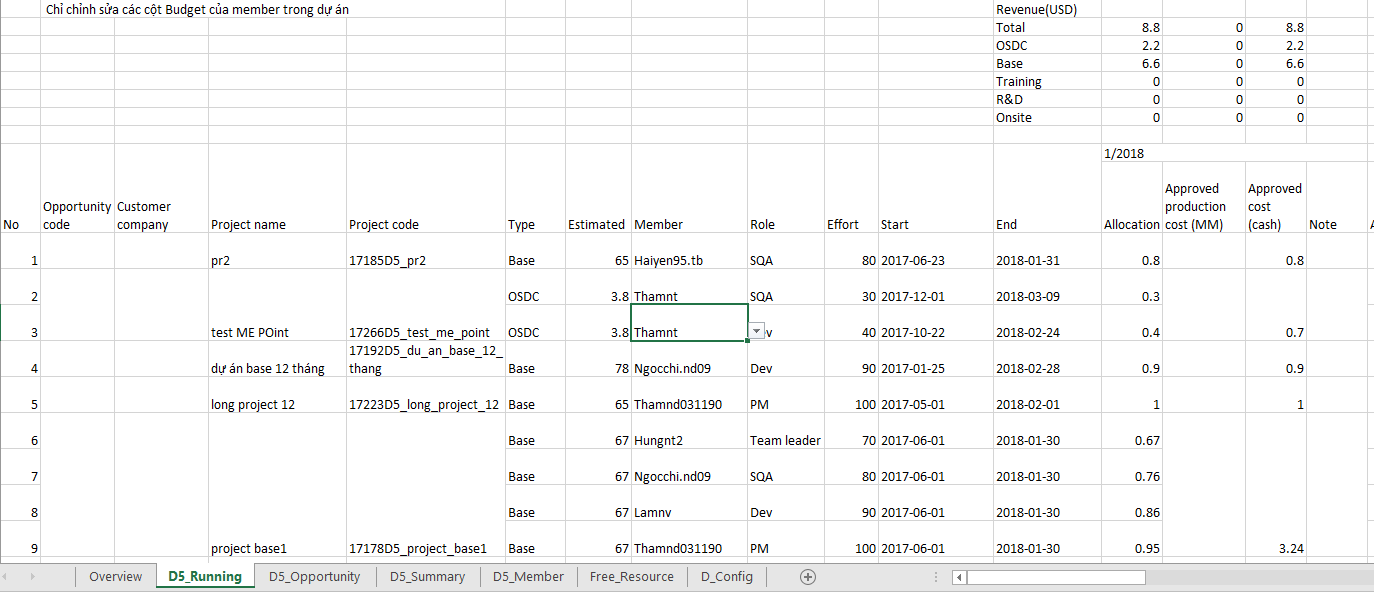 Chỉ chỉnh sửa các cột Budget của member trong dự án Revenue(USD)
Total 8.8 0 8.8
OSDC 2.2 0 2.2
Base 6.6 0 6.6
Training 0 0 0
R&D 0 0 0
Onsite 0 0 0
1/2018
No Opportunity code Customer company Project name Project code Type Estimated Member Role Effort Start End Allocation Approved production cost (MM) Approved cost (cash) Note
1 pr2 17185D5_pr2 Base 65 Haiyen95.tb SQA 80 2017-06-23 2018-01-31 0.8 0.8
2 OSDC 3.8 Thamnt SQA 30 2017-12-01 2018-03-09 0.3
3 test ME POint 17266D5_test_me_point OSDC 3.8 Thamnt 40 2017-10-22 2018-02-24 0.4 0.7
4 dự án base 12 tháng 17192D5_du_an_base_12_thang Base 78 Ngocchi.nd09 Dev 90 2017-01-25 2018-02-28 0.9 0.9
5 long project 12 17223D5_long_project_12 Base 65 Thamnd031190 PM 100 2017-05-01 2018-02-01 1 1
6 Base 67 Hungnt2 Team leader 70 2017-06-01 2018-01-30 0.67
7 Base 67 Ngocchi.nd09 SQA 80 2017-06-01 2018-01-30 0.76
8 Base 67 Lamnv Dev 90 2017-06-01 2018-01-30 0.86
9 project base1 17178D5_project_base1 Base 67 Thamnd031190 PM 100 2017-06-01 2018-01-30 0.95 3.24
Overview D5_Running D5_Opportunity D5_Summary D5_Member Free_Resource D_Config